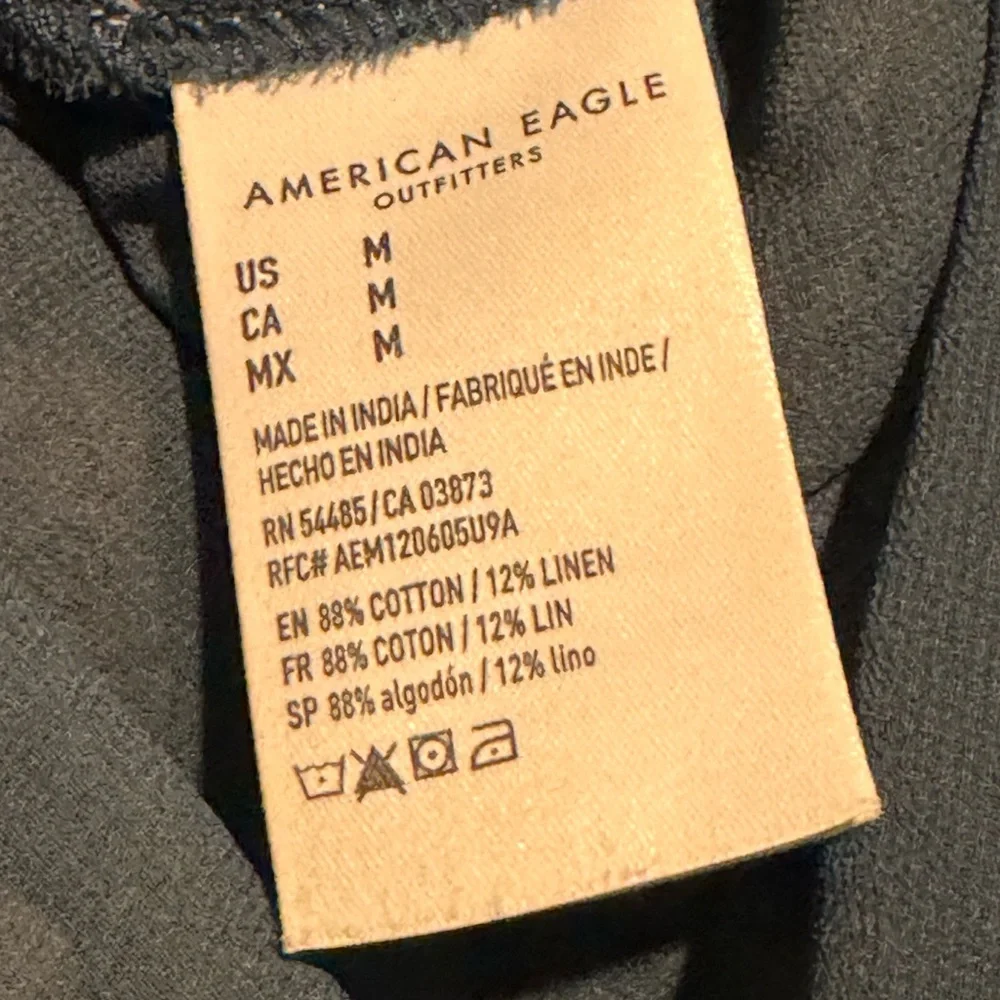 AMERICAN EAGLE
OUTFITTERS
US M
CA M
MX M
MADE IN INDIA / FABRIQUÉ EN INDE /
HECHO EN INDIA
RN 54485 / CA 03873
RFC# AEM120605U9A
EN 88% COTTON / 12% LINEN
FR 88% COTON / 12% LIN
SP 88% algodón / 12% lino